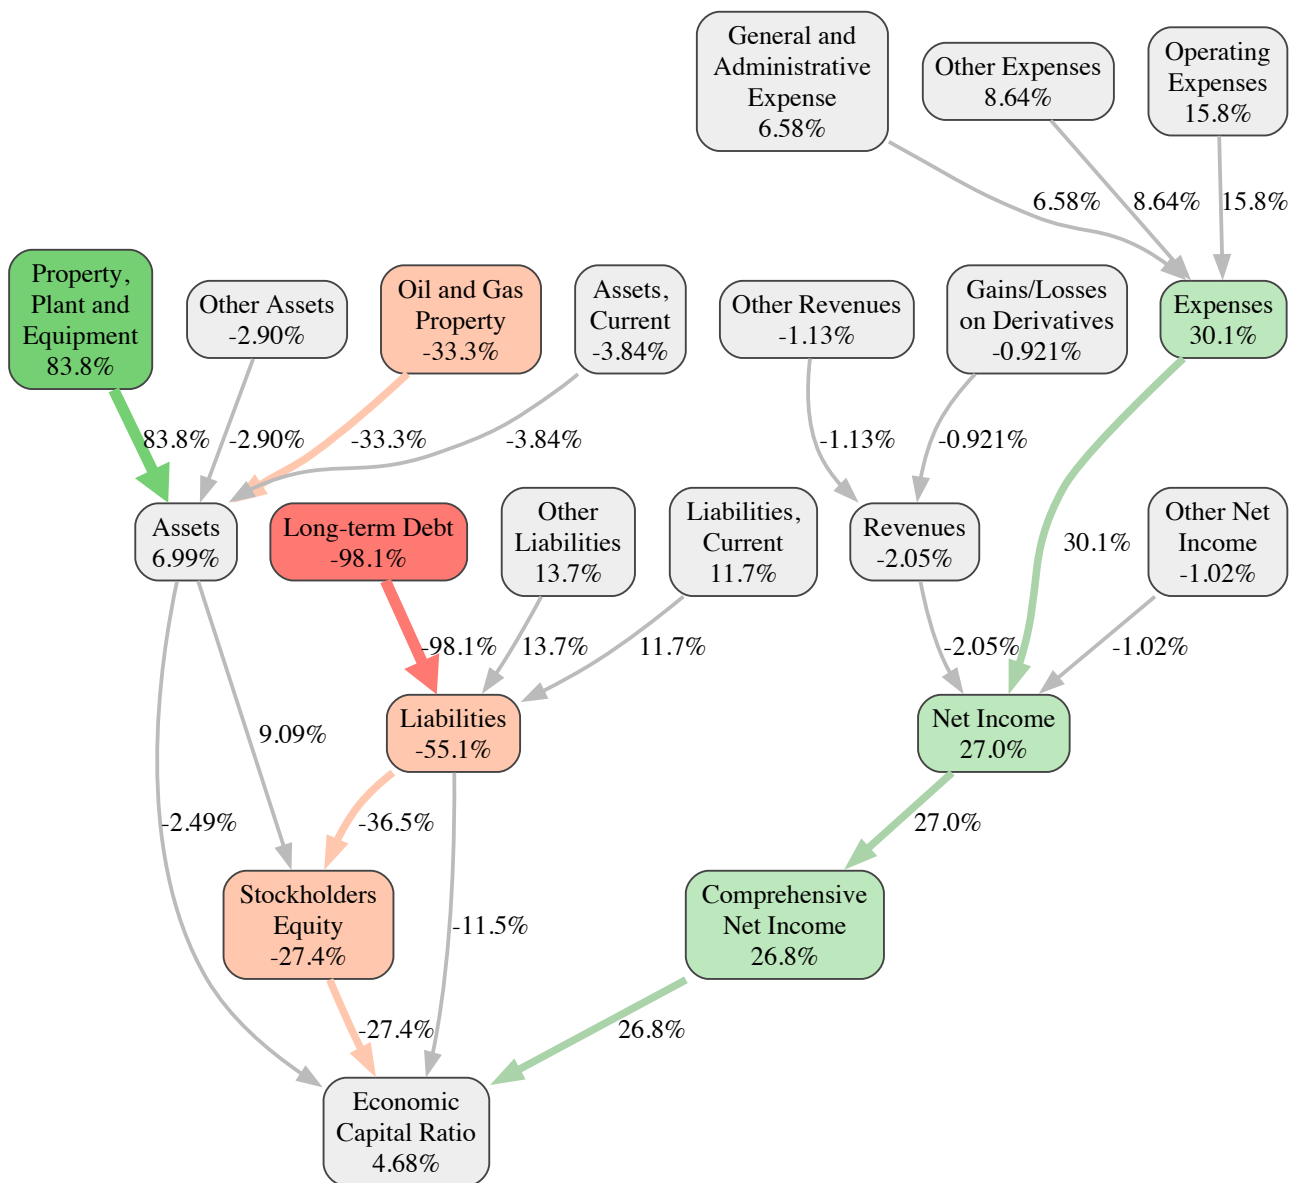 General and
Administrative
Expense
6.58%
Other Expenses
8.64%
Operating
Expenses
15.8%
6.58%
8.64%
15.8%
Property,
Plant and
Equipment
83.8%
Other Assets
-2.90%
Oil and Gas
Property
-33.3%
Assets,
Current
-3.84%
Other Revenues
-1.13%
Gains/Losses
on Derivatives
-0.921%
Expenses
30.1%
83.8%
-2.90%
-33.3%
-3.84%
-1.13%
-0.921%
Assets
6.99%
Long-term Debt
-98.1%
Other
Liabilities
13.7%
Liabilities,
Current
11.7%
Revenues
-2.05%
30.1%
Other Net
Income
-1.02%
-98.1%
13.7%
11.7%
-2.05%
-1.02%
9.09%
Liabilities
-55.1%
Net Income
27.0%
-2.49%
-36.5%
27.0%
Stockholders
Equity
-27.4%
-11.5%
Comprehensive
Net Income
26.8%
-27.4%
26.8%
Economic
Capital Ratio
4.68%